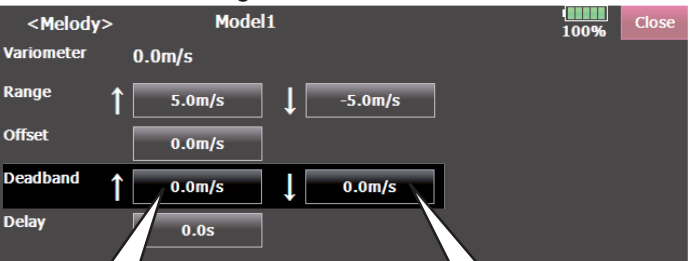 <Melody> Model1 100% Close
Variometer 0.0m/s
Range ↑ 5.0m/s ↓ -5.0m/s
Offset 0.0m/s
Deadband ↑ 0.0m/s ↓ 0.0m/s
Delay 0.0s